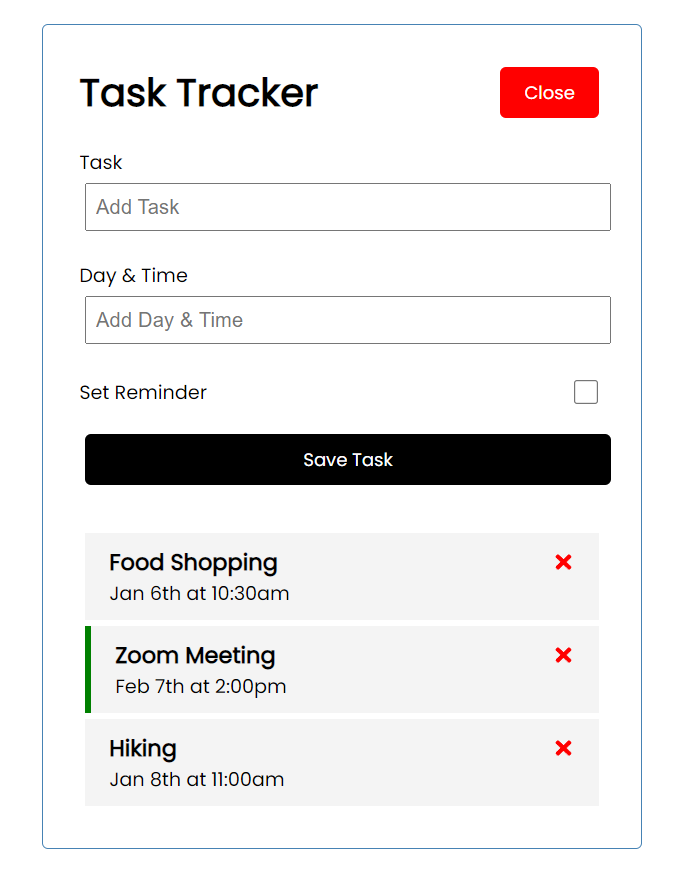 Task Tracker
Close
Task
Add Task
Day & Time
Add Day & Time
Set Reminder
Save Task
Food Shopping
Jan 6th at 10:30am
Zoom Meeting
Feb 7th at 2:00pm
Hiking
Jan 8th at 11:00am